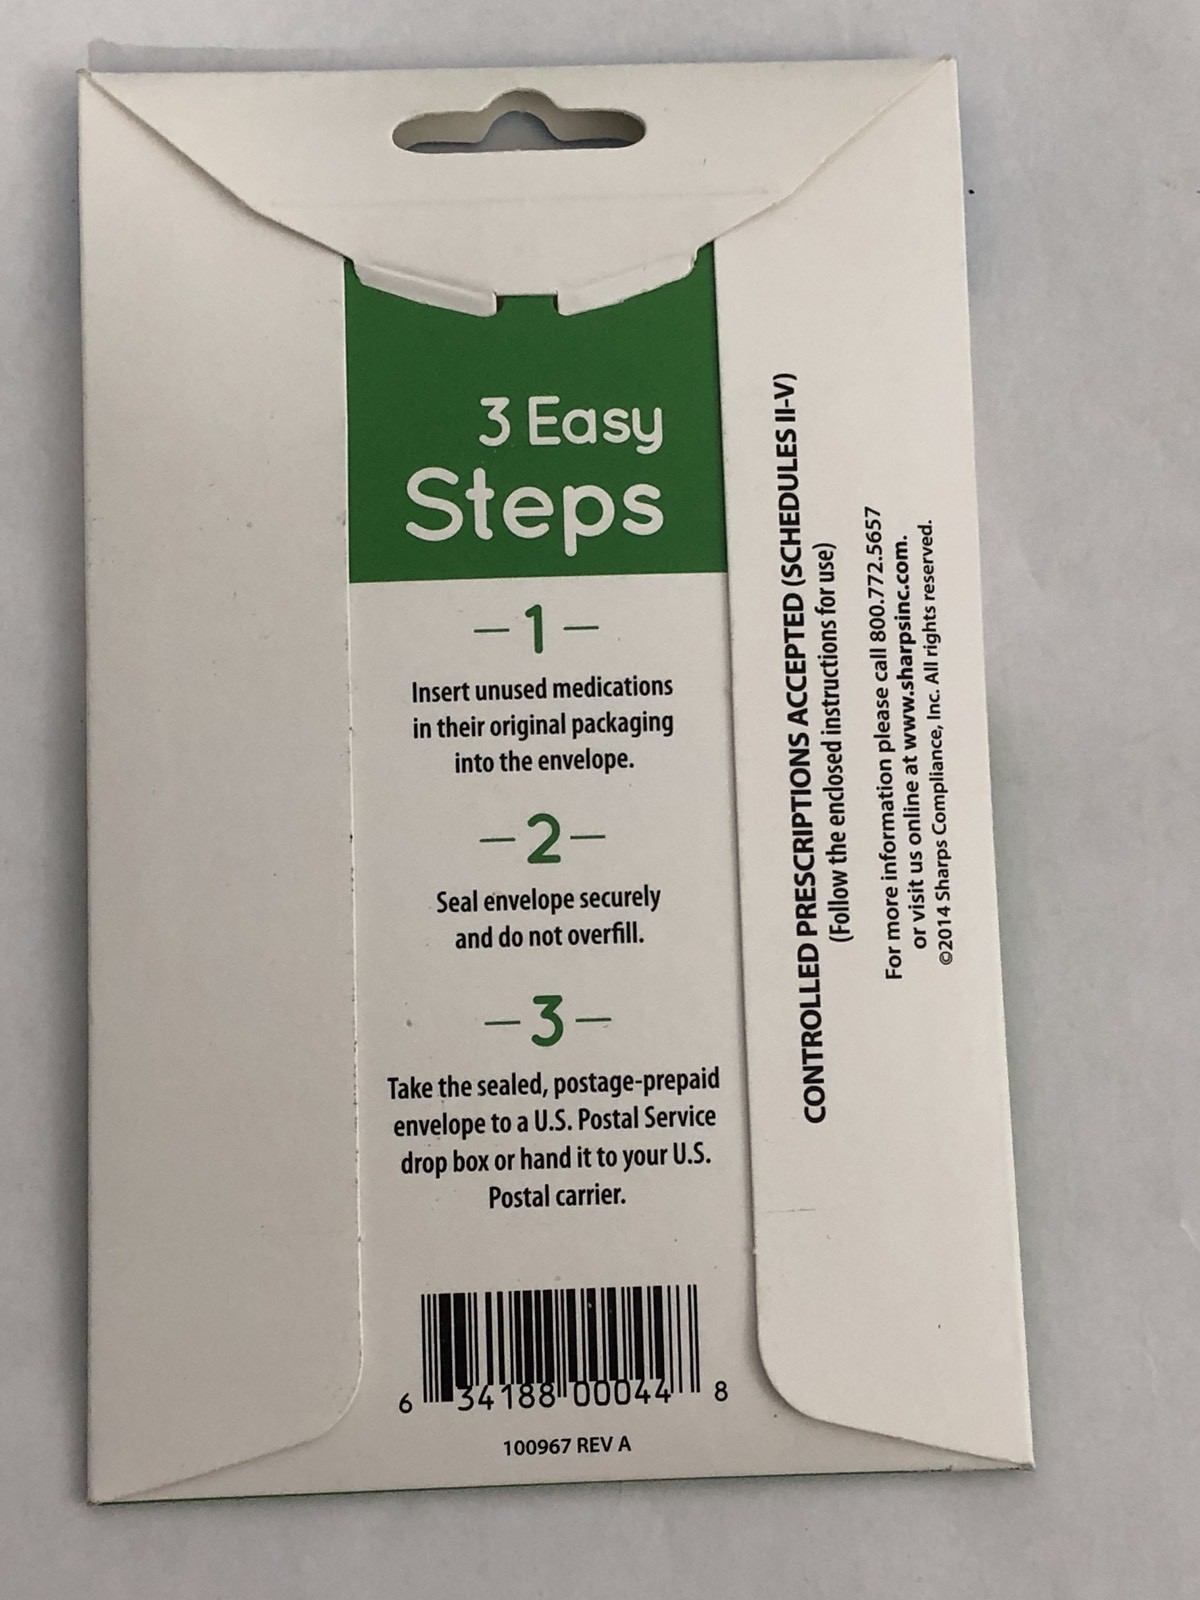 3 Easy
Steps
1
Insert unused medications
in their original packaging
into the envelope.
2
Seal envelope securely
and do not overfill.
3
Take the sealed, postage-prepaid
envelope to a U.S. Postal Service
drop box or hand it to your U.S.
Postal carrier.
6 34188 00044 8
100967 REV A
CONTROLLED PRESCRIPTIONS ACCEPTED (SCHEDULES II-V)
(Follow the enclosed instructions for use)
For more information please call 800.772.5657
or visit us online at www.sharpsinc.com.
©2014 Sharps Compliance, Inc. All rights reserved.